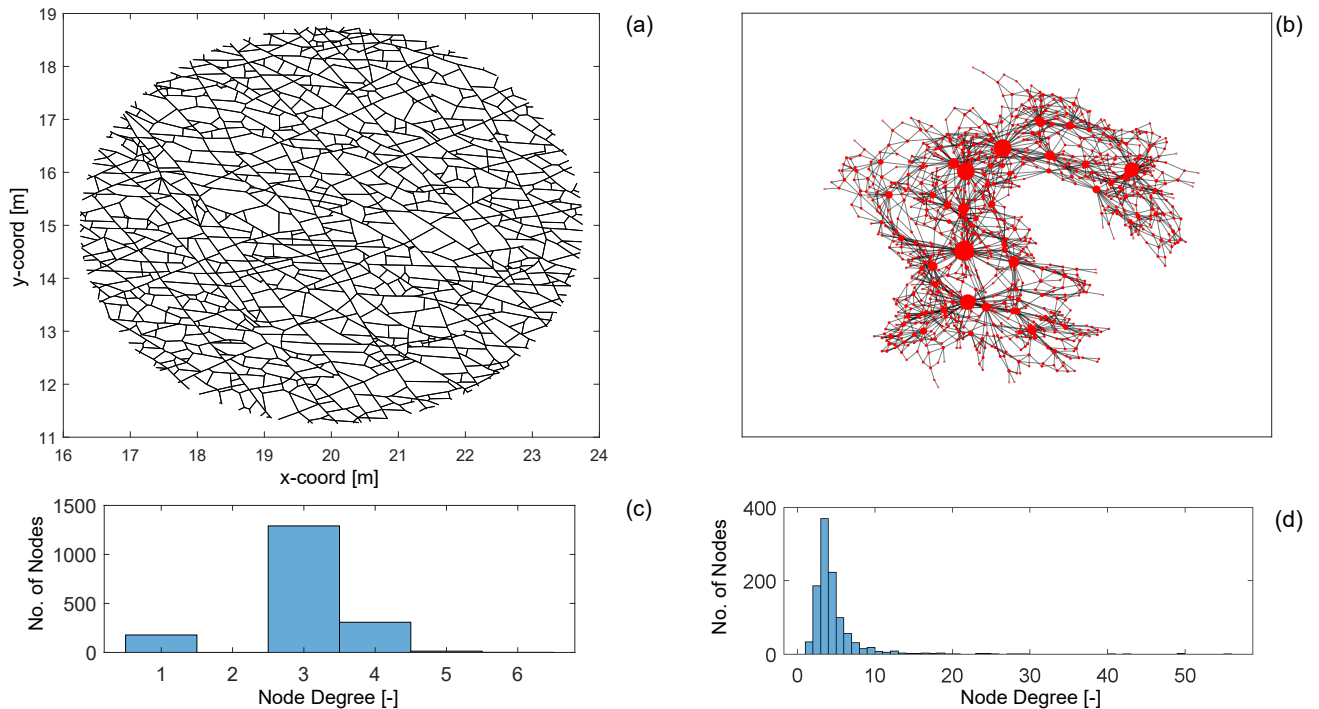 (a)
19
18
17
16
15
14
13
12
11
y-coord [m]
16 17 18 19 20 21 22 23 24
x-coord [m]
(b)
1500
1000
500
0
No. of Nodes
1 2 3 4 5 6
Node Degree [-]
(c)
400
200
0
No. of Nodes
0 10 20 30 40 50
Node Degree [-]
(d)